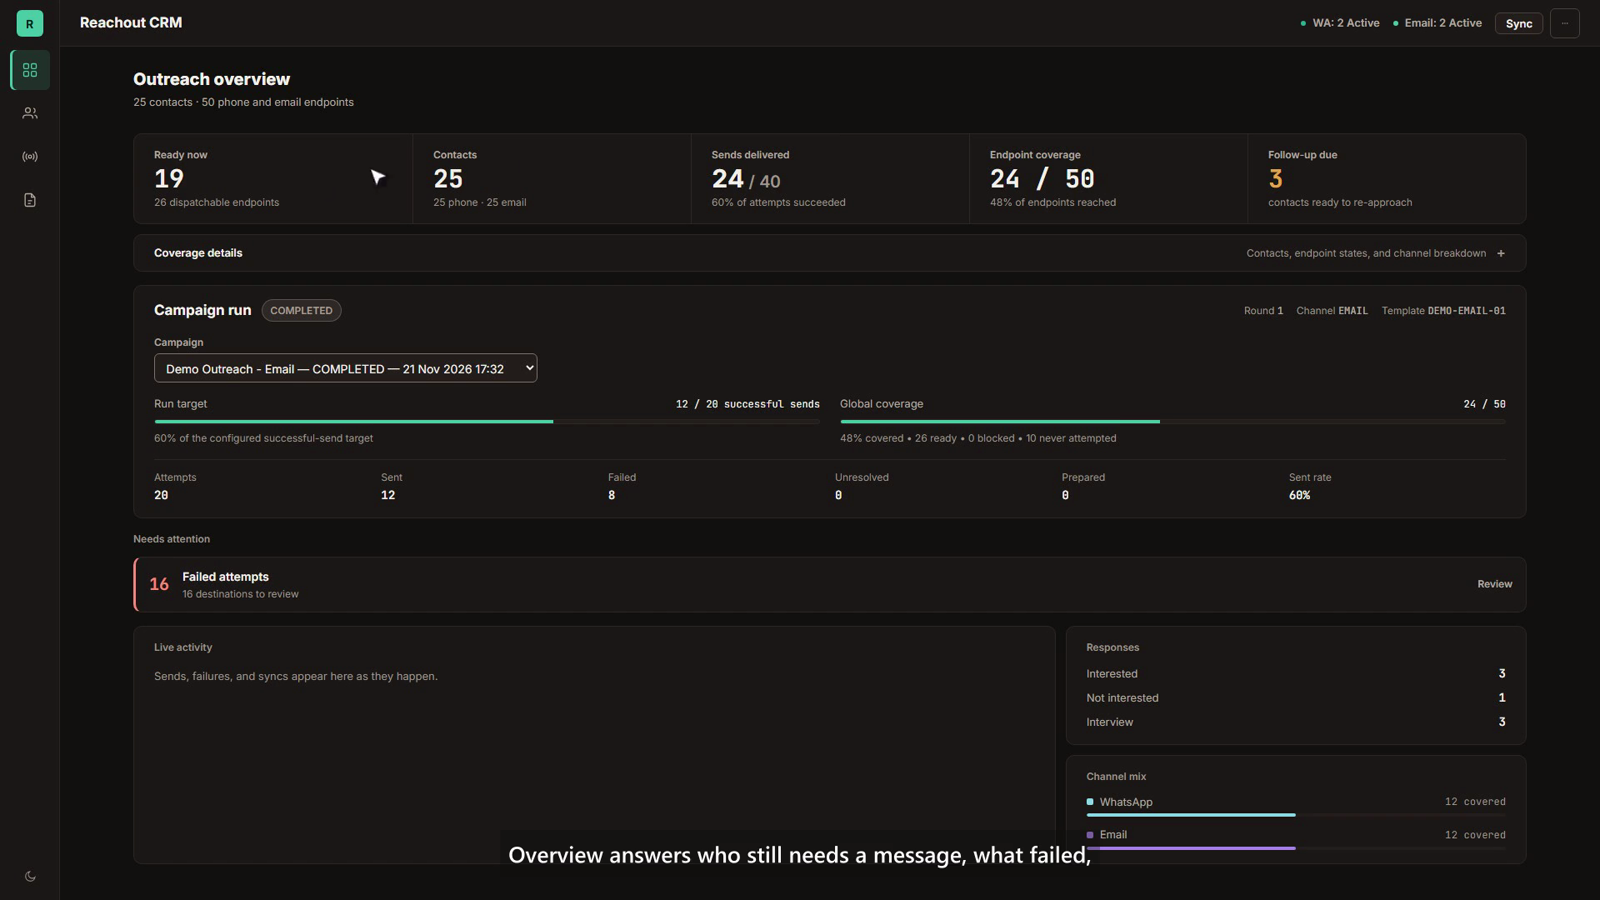 R
Reachout CRM
WA: 2 Active
Email: 2 Active
Sync
Outreach overview
25 contacts · 50 phone and email endpoints
Ready now
19
26 dispatchable endpoints
Contacts
25
25 phone · 25 email
Sends delivered
24 / 40
60% of attempts succeeded
Endpoint coverage
24 / 50
48% of endpoints reached
Follow-up due
3
contacts ready to re-approach
Coverage details
Contacts, endpoint states, and channel breakdown +
Campaign run COMPLETED
Round 1 Channel EMAIL Template DEMO-EMAIL-01
Campaign
Demo Outreach - Email — COMPLETED — 21 Nov 2026 17:32
Run target 12 / 20 successful sends
60% of the configured successful-send target
Global coverage 24 / 50
48% covered • 26 ready • 0 blocked • 10 never attempted
Attempts
20
Sent
12
Failed
8
Unresolved
0
Prepared
0
Sent rate
60%
Needs attention
16
Failed attempts
16 destinations to review
Review
Live activity
Sends, failures, and syncs appear here as they happen.
Responses
Interested 3
Not interested 1
Interview 3
Channel mix
WhatsApp 12 covered
Email 12 covered
Overview answers who still needs a message, what failed,